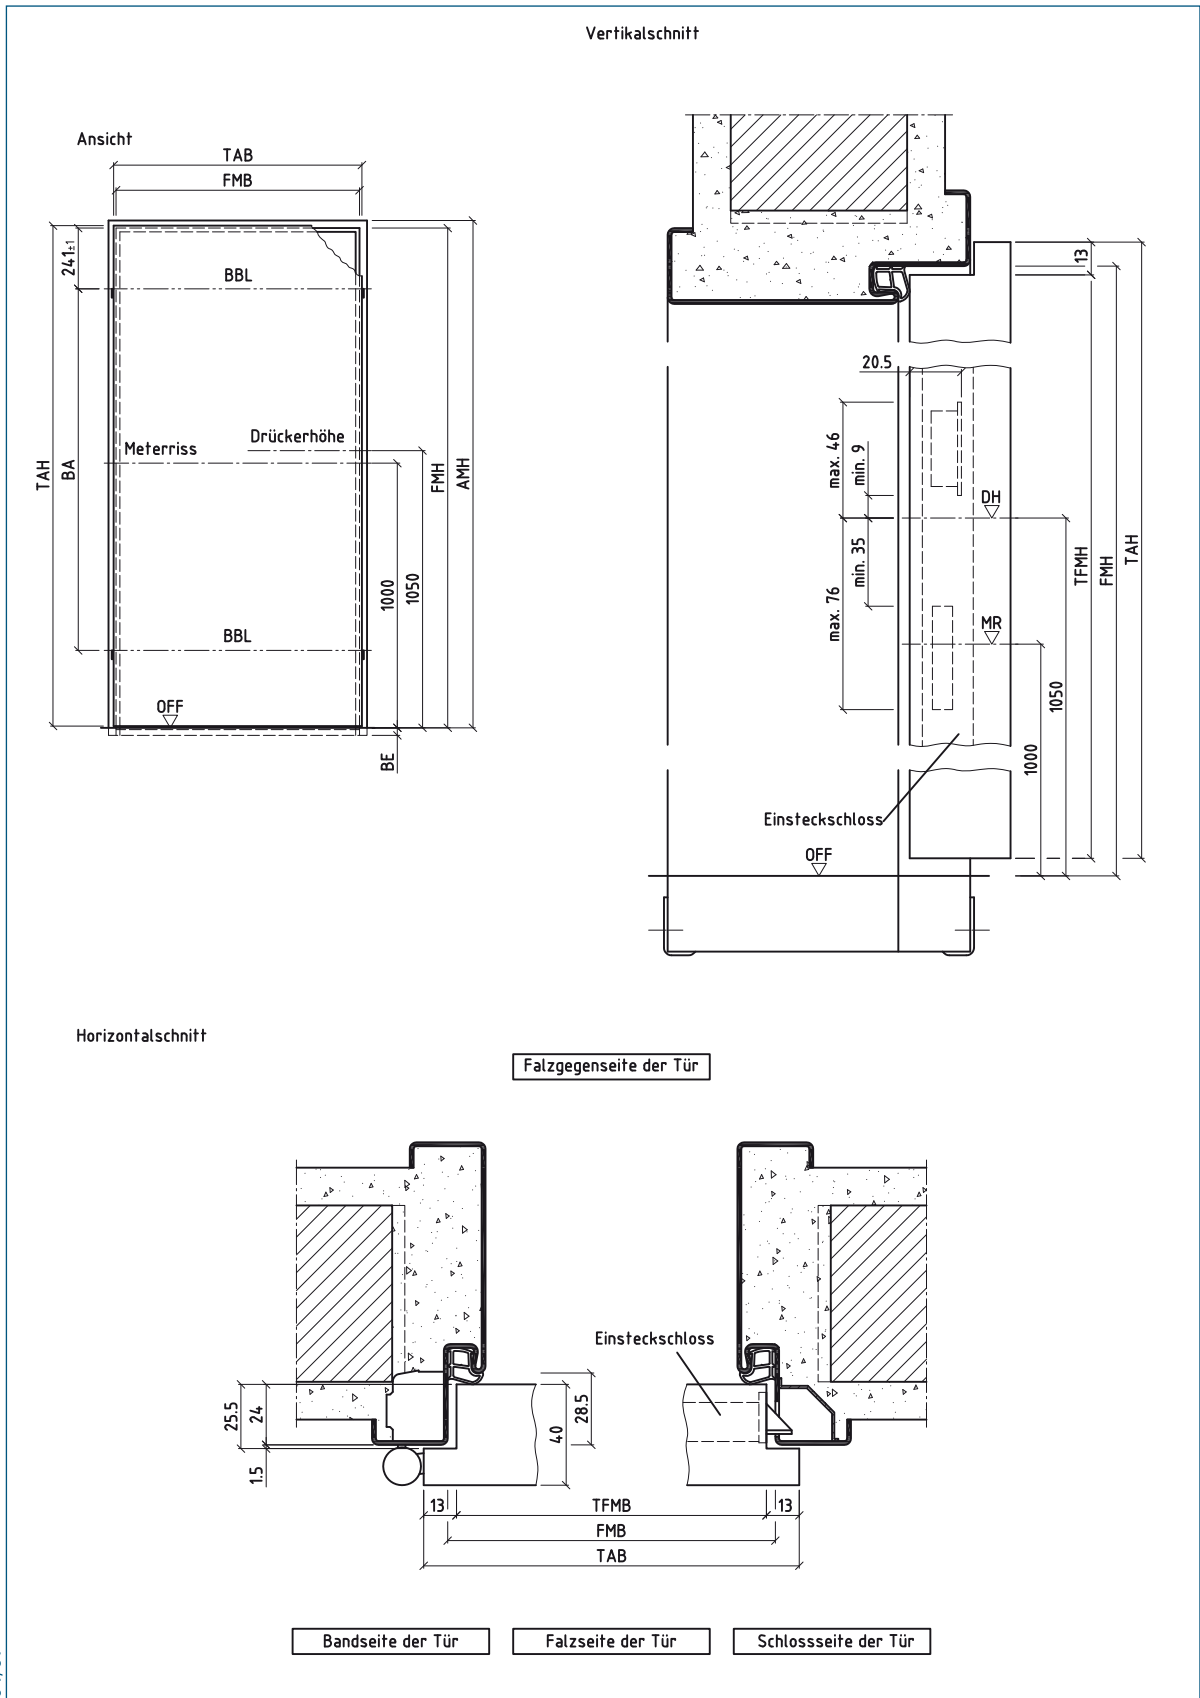 Vertikalschnitt
Ansicht
TAB
FMB
241±1
BBL
Meterriss
Drückerhöhe
TAH
BA
FMH
AMH
1000
1050
BBL
OFF
BE
13
20.5
max. 46
min. 9
DH
min. 35
max. 76
MR
TFMH
FMH
TAH
1050
1000
Einsteckschloss
OFF
Horizontalschnitt
Falzgegenseite der Tür
Einsteckschloss
25.5
24
1.5
40
28.5
13
TFMB
13
FMB
TAB
Bandseite der Tür
Falzseite der Tür
Schlossseite der Tür